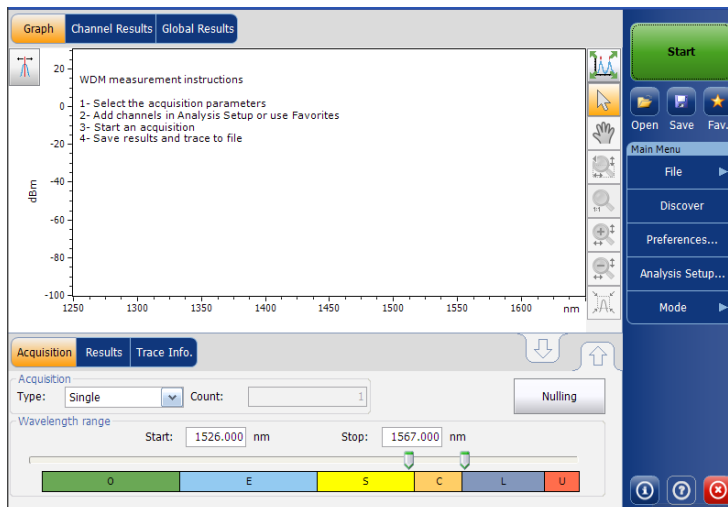 Graph Channel Results Global Results
WDM measurement instructions
1- Select the acquisition parameters
2- Add channels in Analysis Setup or use Favorites
3- Start an acquisition
4- Save results and trace to file
dBm
20
0
-20
-40
-60
-80
-100
1250 1300 1350 1400 1450 1500 1550 1600 nm
1:1
Start
Open Save Fav.
Main Menu
File
Discover
Preferences...
Analysis Setup...
Mode
Acquisition Results Trace Info.
Acquisition
Type: Single Count: 1
Nulling
Wavelength range
Start: 1526.000 nm Stop: 1567.000 nm
O E S C L U